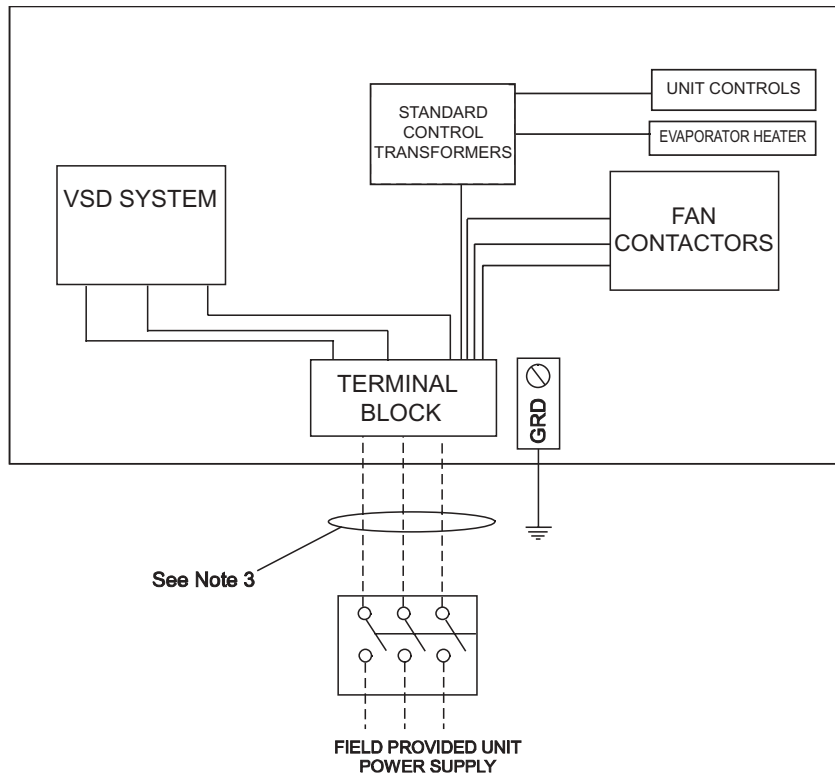 UNIT CONTROLS
STANDARD
CONTROL
TRANSFORMERS
EVAPORATOR HEATER
VSD SYSTEM
FAN
CONTACTORS
TERMINAL
BLOCK
GRD
See Note 3
FIELD PROVIDED UNIT
POWER SUPPLY